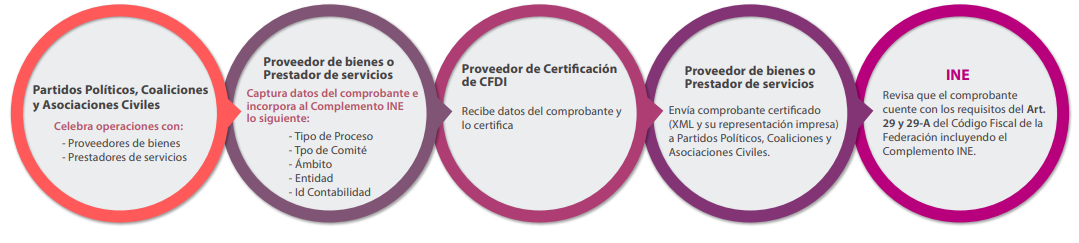 Partidos Políticos, Coaliciones
y Asociaciones Civiles
Celebra operaciones con:
- Proveedores de bienes
- Prestadores de servicios
Proveedor de bienes o
Prestador de servicios
Captura datos del comprobante e
incorpora al Complemento INE
lo siguiente:
- Tipo de Proceso
- Tpo de Comité
- Ámbito
- Entidad
- Id Contabilidad
Proveedor de Certificación
de CFDI
Recibe datos del comprobante y
lo certifica
Proveedor de bienes o
Prestador de servicios
Envía comprobante certificado
(XML y su representación impresa)
a Partidos Políticos, Coaliciones y
Asociaciones Civiles.
INE
Revisa que el comprobante
cuente con los requisitos del Art.
29 y 29-A del Código Fiscal de la
Federación incluyendo el
Complemento INE.